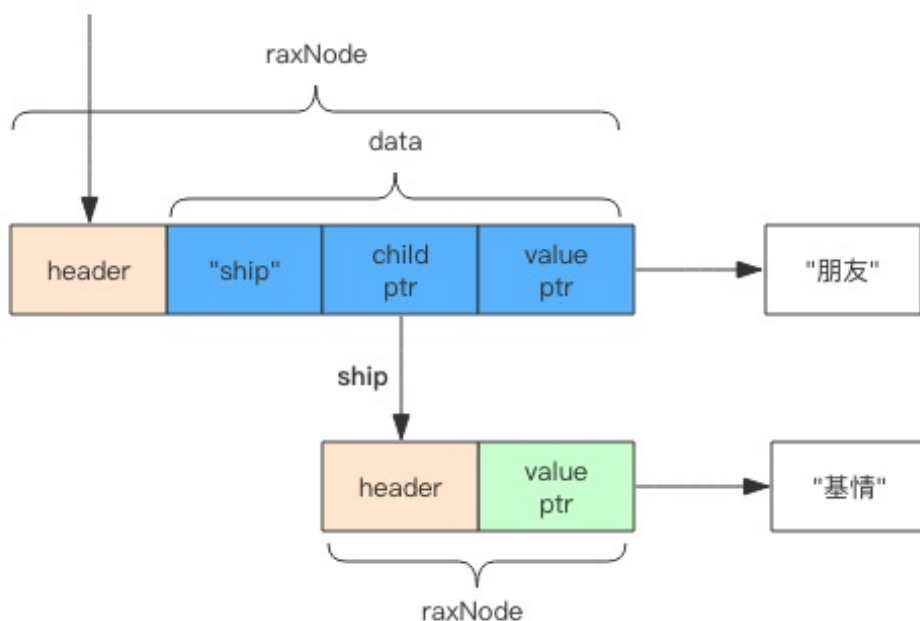 raxNode
data
header
"ship"
child
ptr
value
ptr
"朋友"
ship
header
value
ptr
"基情"
raxNode